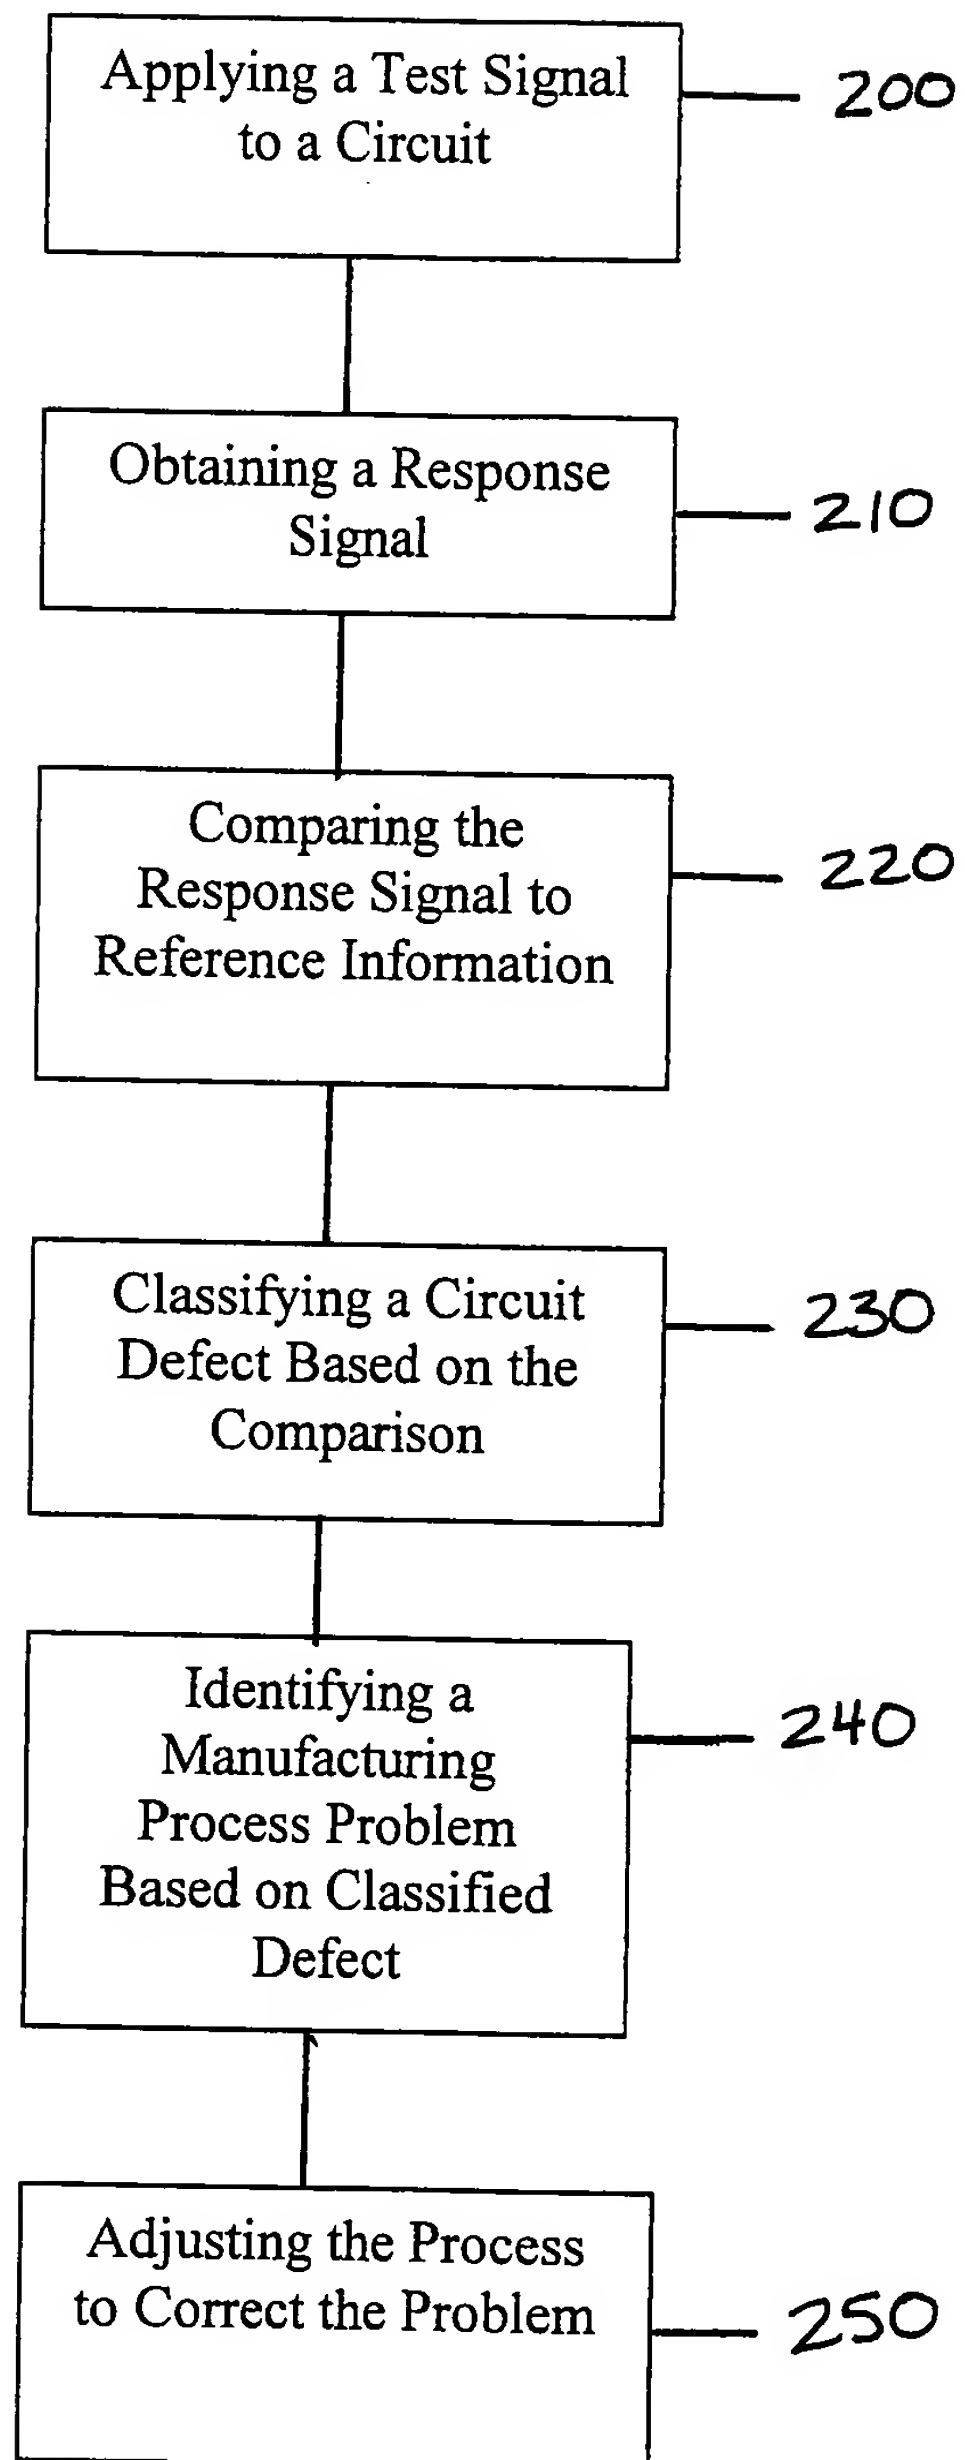 Applying a Test Signal
to a Circuit
200
Obtaining a Response
Signal
210
Comparing the
Response Signal to
Reference Information
220
Classifying a Circuit
Defect Based on the
Comparison
230
Identifying a
Manufacturing
Process Problem
Based on Classified
Defect
240
Adjusting the Process
to Correct the Problem
250